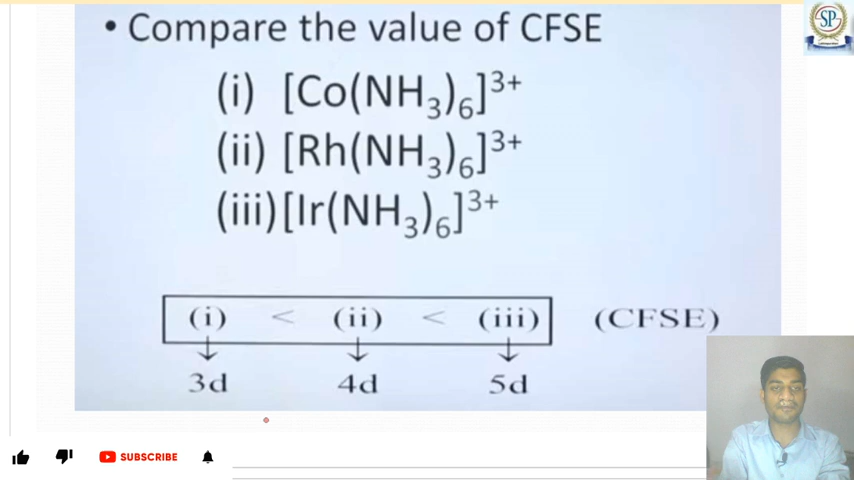 • Compare the value of CFSE
(i) [Co(NH₃)₆]³⁺
(ii) [Rh(NH₃)₆]³⁺
(iii) [Ir(NH₃)₆]³⁺
(i) < (ii) < (iii) (CFSE)
3d 4d 5d
SP
SUBSCRIBE